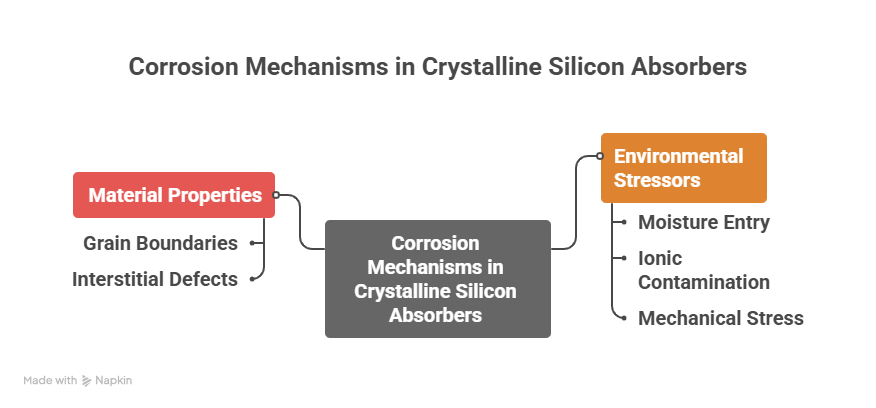 Corrosion Mechanisms in Crystalline Silicon Absorbers
Material Properties
Grain Boundaries
Interstitial Defects
Corrosion
Mechanisms in
Crystalline Silicon
Absorbers
Environmental
Stressors
Moisture Entry
Ionic
Contamination
Mechanical Stress
Made with Napkin